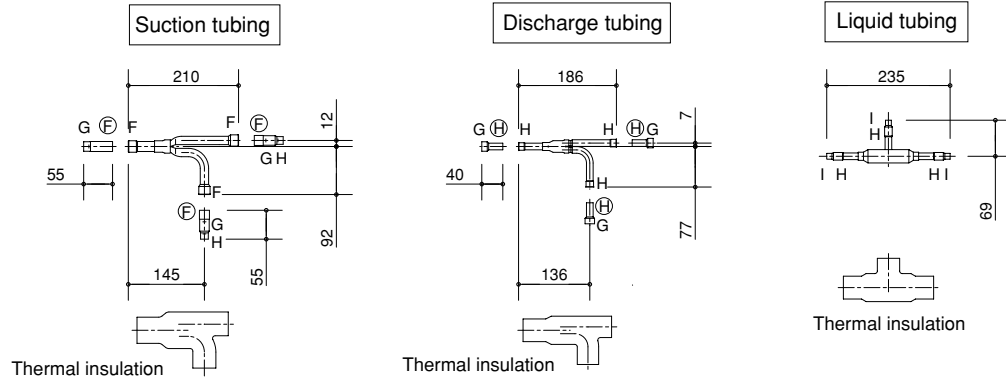 Suction tubing
Discharge tubing
Liquid tubing
210
186
235
G Ⓕ F F Ⓕ
12
G H
55
F
Ⓕ
G
H
92
55
145
G Ⓗ H H Ⓗ G
7
40
H
Ⓗ
G
77
136
I
H
I H H I
69
Thermal insulation
Thermal insulation
Thermal insulation